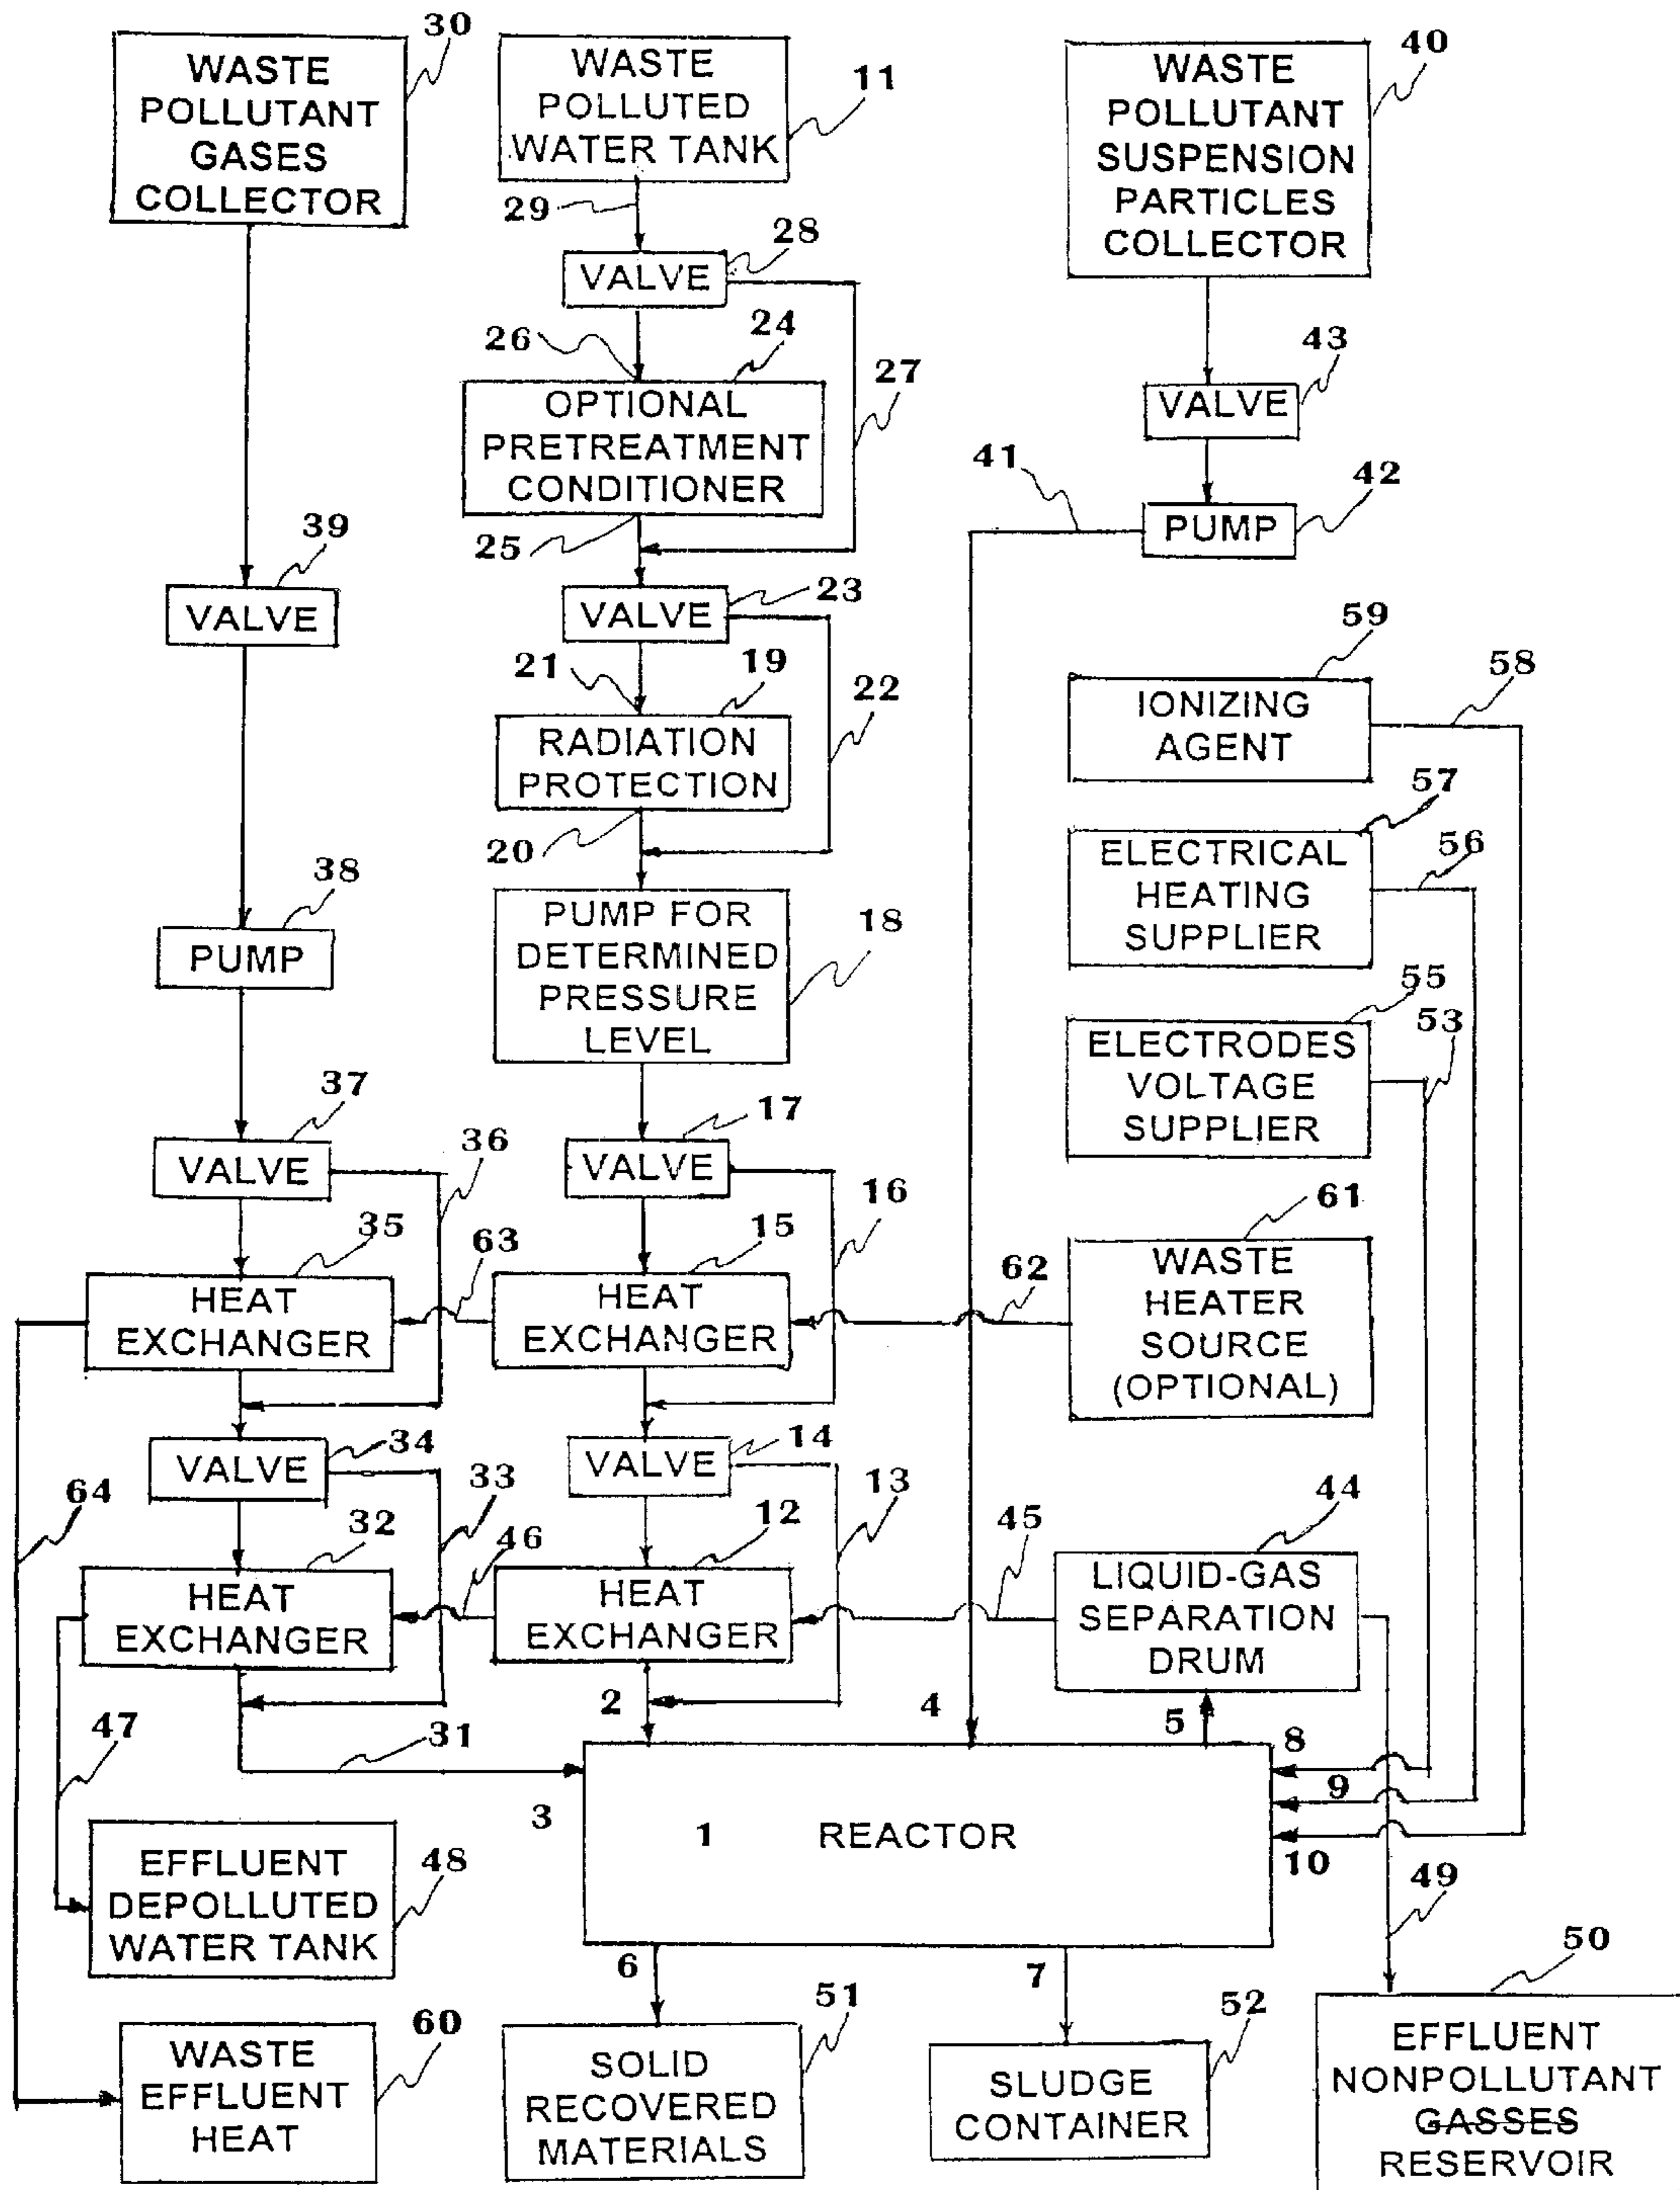 30
WASTE
POLLUTANT
GASES
COLLECTOR
WASTE
POLLUTED
WATER TANK
11
40
WASTE
POLLUTANT
SUSPENSION
PARTICLES
COLLECTOR
29
28
VALVE
26
24
27
OPTIONAL
PRETREATMENT
CONDITIONER
25
43
VALVE
41
42
PUMP
39
VALVE
23
VALVE
21
19
22
RADIATION
PROTECTION
20
59
58
IONIZING
AGENT
57
56
ELECTRICAL
HEATING
SUPPLIER
38
PUMP
PUMP FOR
DETERMINED
PRESSURE
LEVEL
18
55
53
ELECTRODES
VOLTAGE
SUPPLIER
37
36
VALVE
17
VALVE
16
61
35
63
15
62
HEAT
EXCHANGER
HEAT
EXCHANGER
WASTE
HEATER
SOURCE
(OPTIONAL)
34
VALVE
33
14
VALVE
13
64
32
46
12
45
44
HEAT
EXCHANGER
HEAT
EXCHANGER
LIQUID-GAS
SEPARATION
DRUM
47
31
2
4
5
8
9
3
1
REACTOR
10
EFFLUENT
DEPOLLUTED
WATER TANK
48
49
6
7
50
60
WASTE
EFFLUENT
HEAT
51
SOLID
RECOVERED
MATERIALS
52
SLUDGE
CONTAINER
EFFLUENT
NONPOLLUTANT
GASSES
RESERVOIR